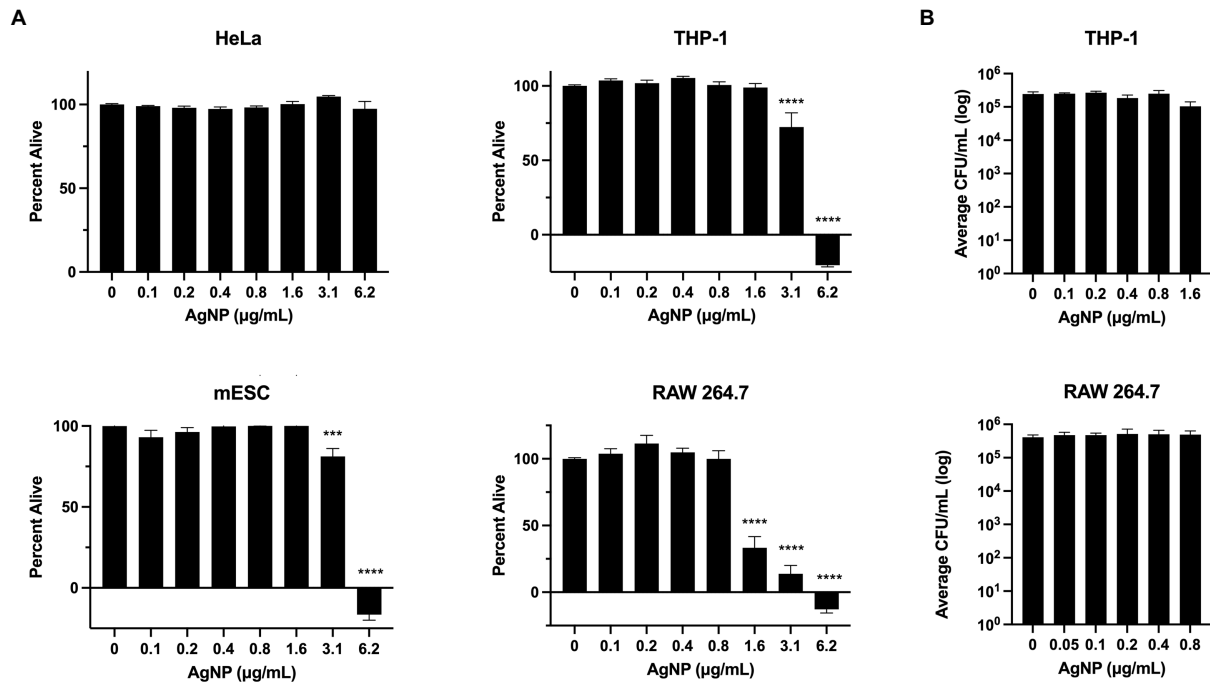 A
HeLa
Percent Alive
100
50
0
0 0.1 0.2 0.4 0.8 1.6 3.1 6.2
AgNP (µg/mL)
THP-1
Percent Alive
100
50
0
****
****
0 0.1 0.2 0.4 0.8 1.6 3.1 6.2
AgNP (µg/mL)
B
THP-1
Average CFU/mL (log)
10⁶
10⁵
10⁴
10³
10²
10¹
10⁰
0 0.1 0.2 0.4 0.8 1.6
AgNP (µg/mL)
mESC
Percent Alive
100
50
0
***
****
0 0.1 0.2 0.4 0.8 1.6 3.1 6.2
AgNP (µg/mL)
RAW 264.7
Percent Alive
100
50
0
****
****
****
0 0.1 0.2 0.4 0.8 1.6 3.1 6.2
AgNP (µg/mL)
RAW 264.7
Average CFU/mL (log)
10⁶
10⁵
10⁴
10³
10²
10¹
10⁰
0 0.05 0.1 0.2 0.4 0.8
AgNP (µg/mL)